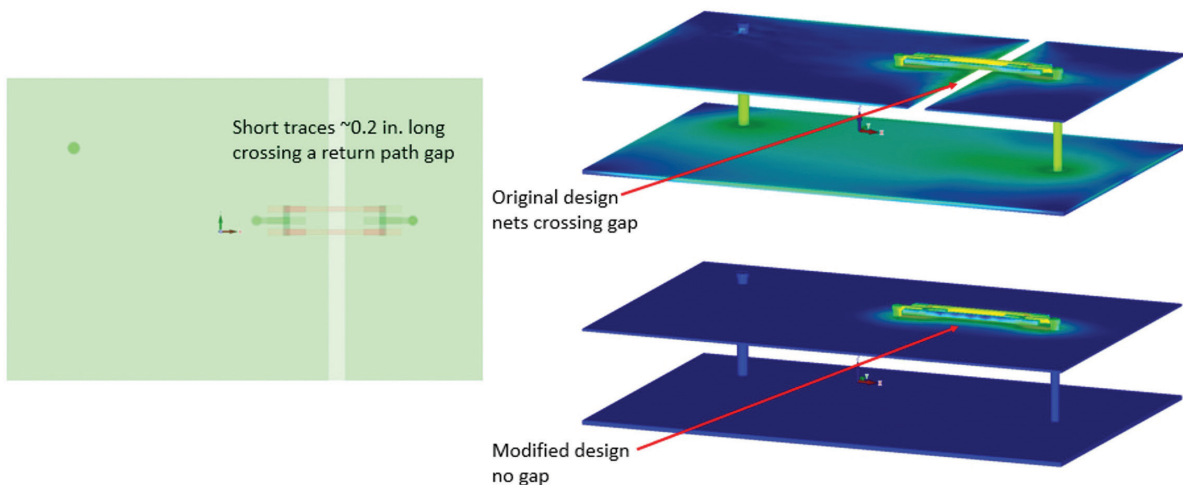 Short traces ~0.2 in. long
crossing a return path gap
Original design
nets crossing gap
Modified design
no gap